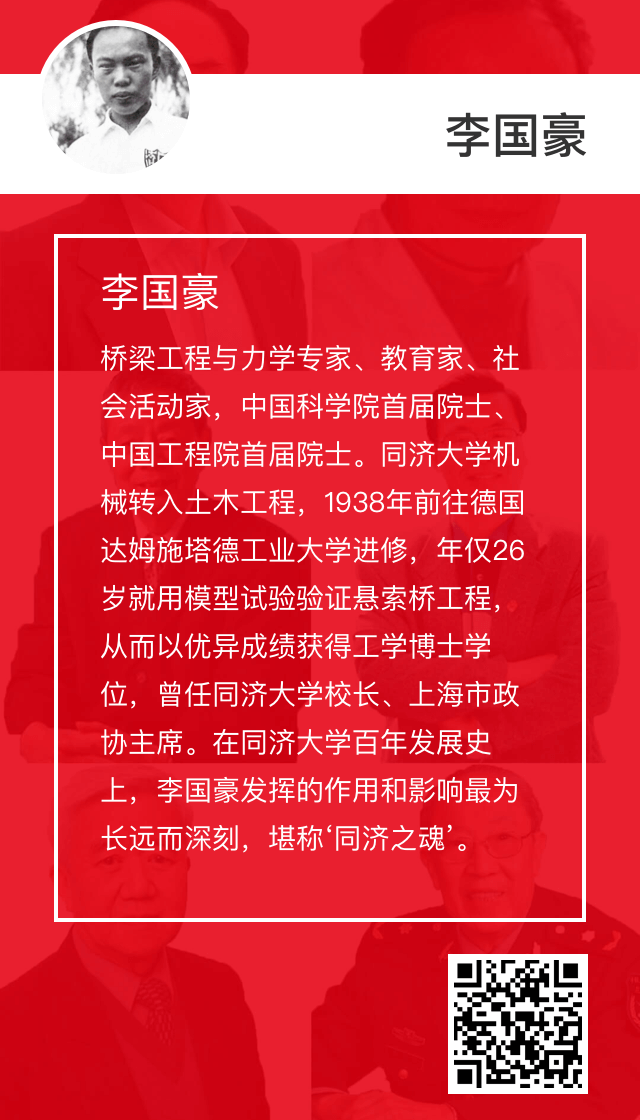 李国豪
李国豪
桥梁工程与力学专家、教育家、社
会活动家，中国科学院首届院士、
中国工程院首届院士。同济大学机
械转入土木工程，1938年前往德国
达姆施塔德工业大学进修，年仅26
岁就用模型试验验证悬索桥工程，
从而以优异成绩获得工学博士学
位，曾任同济大学校长、上海市政
协主席。在同济大学百年发展史
上，李国豪发挥的作用和影响最为
长远而深刻，堪称‘同济之魂’。